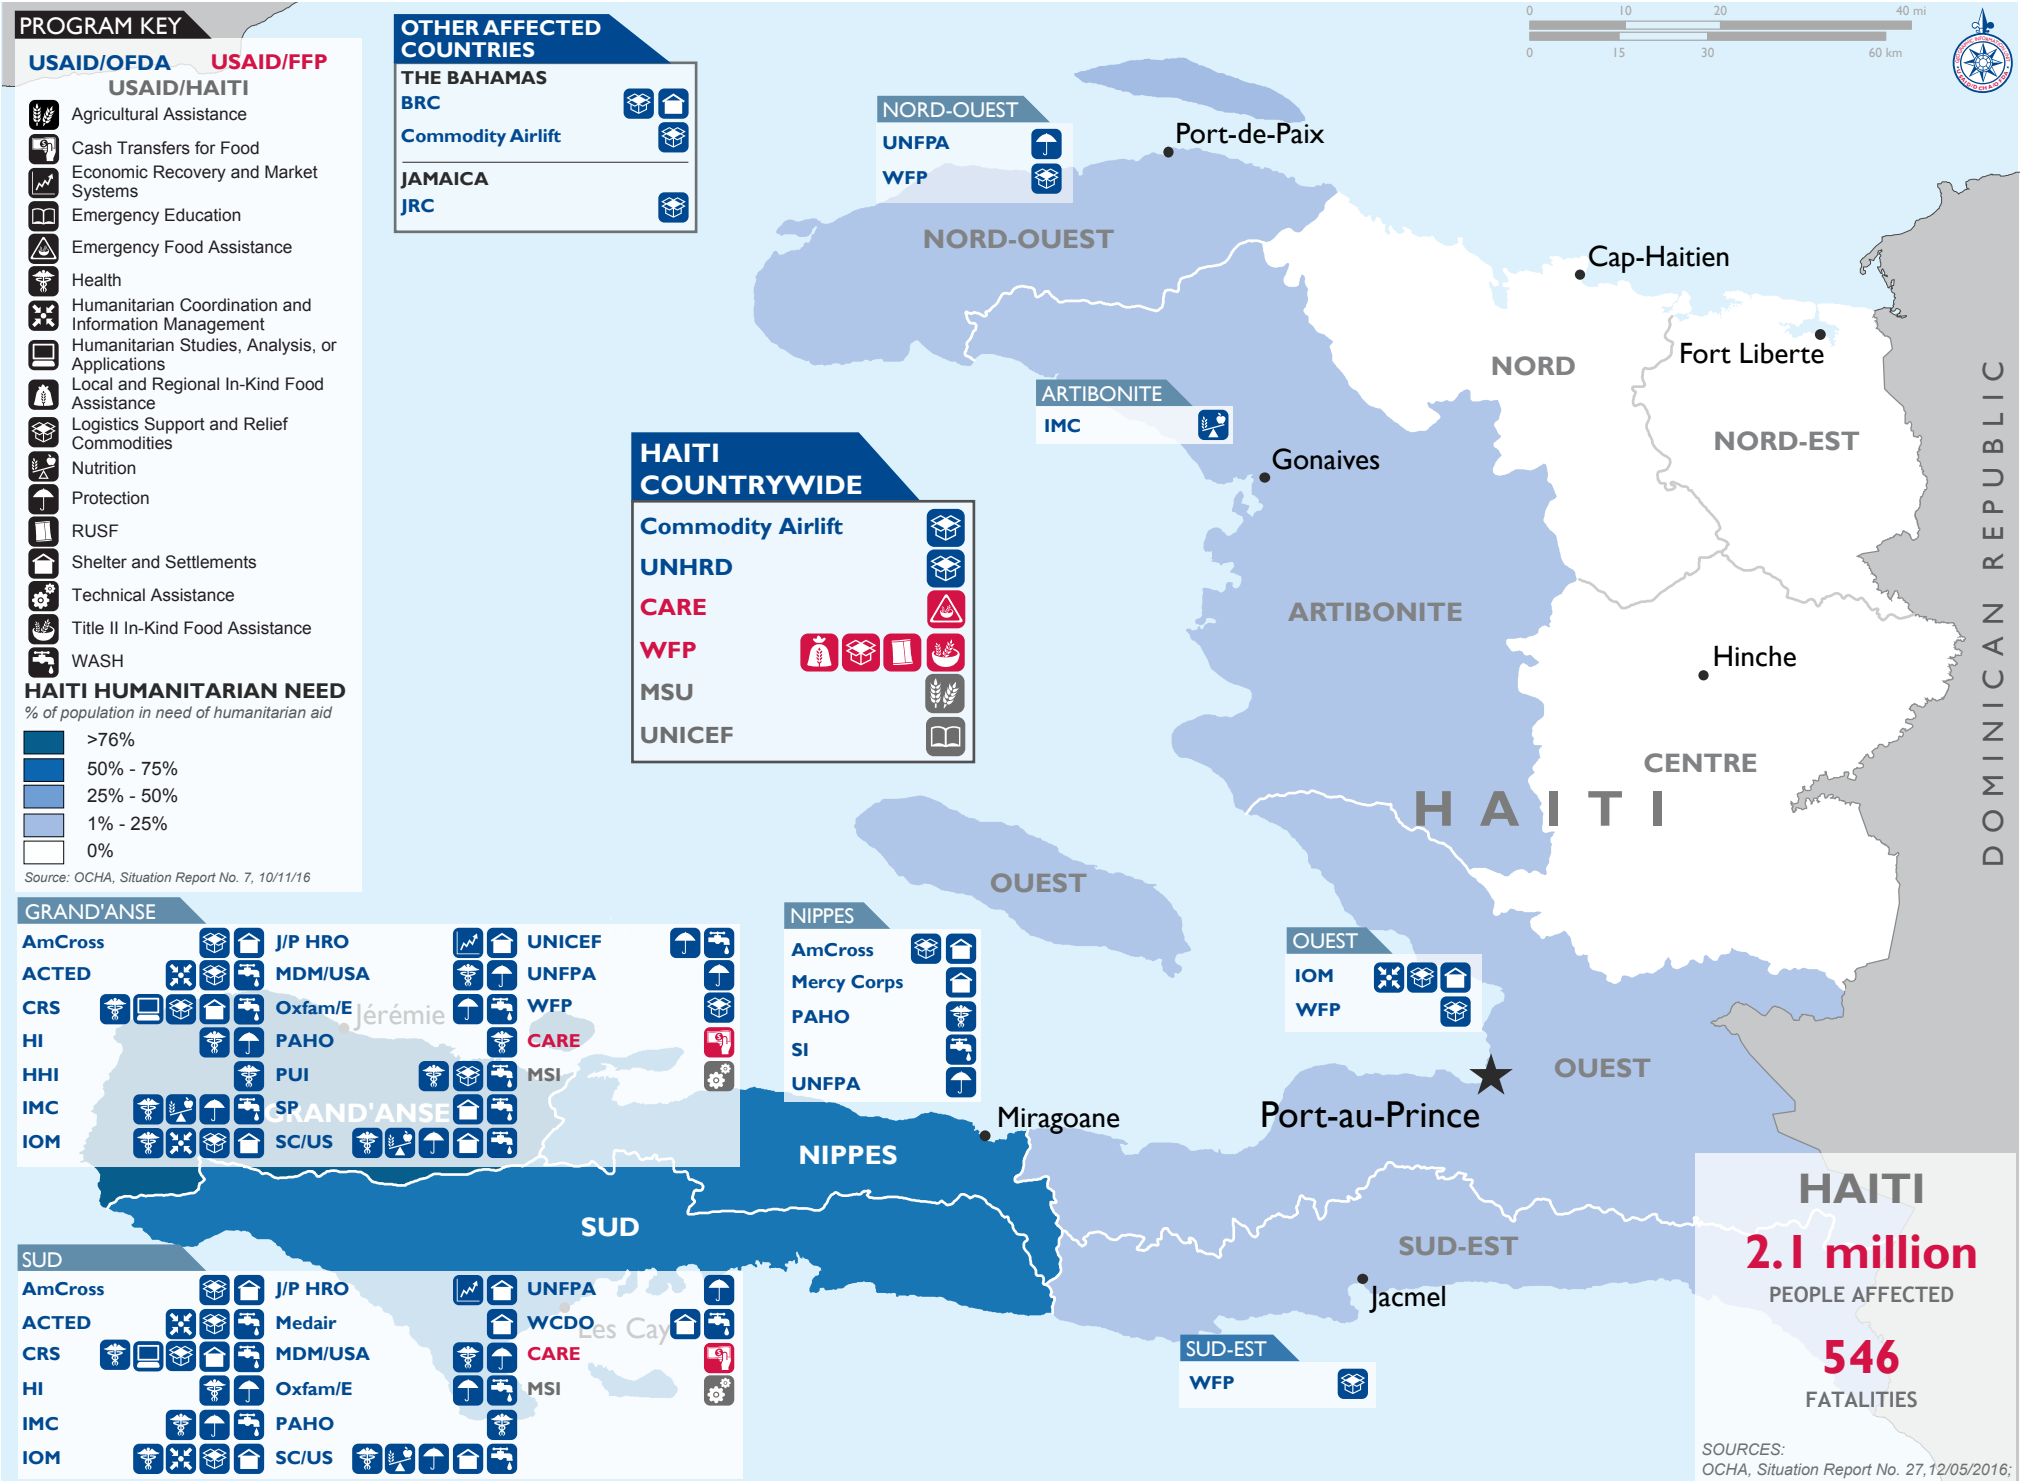 PROGRAM KEY
USAID/OFDA USAID/FFP
USAID/HAITI
Agricultural Assistance
Cash Transfers for Food
Economic Recovery and Market
Systems
Emergency Education
Emergency Food Assistance
Health
Humanitarian Coordination and
Information Management
Humanitarian Studies, Analysis, or
Applications
Local and Regional In-Kind Food
Assistance
Logistics Support and Relief
Commodities
Nutrition
Protection
RUSF
Shelter and Settlements
Technical Assistance
Title II In-Kind Food Assistance
WASH
HAITI HUMANITARIAN NEED
% of population in need of humanitarian aid
>76%
50% - 75%
25% - 50%
1% - 25%
0%
Source: OCHA, Situation Report No. 7, 10/11/16
OTHER AFFECTED
COUNTRIES
THE BAHAMAS
BRC
Commodity Airlift
JAMAICA
JRC
0 10 20 40 mi
0 15 30 60 km
NORD-OUEST
UNFPA
WFP
Port-de-Paix
NORD-OUEST
Cap-Haitien
Fort Liberte
NORD
NORD-EST
ARTIBONITE
IMC
Gonaives
ARTIBONITE
Hinche
CENTRE
HAITI
DOMINICAN REPUBLIC
HAITI
COUNTRYWIDE
Commodity Airlift
UNHRD
CARE
WFP
MSU
UNICEF
OUEST
GRAND'ANSE
AmCross J/P HRO UNICEF
ACTED MDM/USA UNFPA
CRS Oxfam/E WFP
HI PAHO CARE
HHI PUI MSI
IMC SP
IOM SC/US
Jérémie
GRAND'ANSE
NIPPES
AmCross
Mercy Corps
PAHO
SI
UNFPA
OUEST
IOM
WFP
OUEST
Port-au-Prince
Miragoane
NIPPES
SUD
SUD-EST
Jacmel
SUD
AmCross J/P HRO UNFPA
ACTED Medair WCDO
CRS MDM/USA CARE
HI Oxfam/E MSI
IMC PAHO
IOM SC/US
Les Cay
SUD-EST
WFP
HAITI
2.1 million
PEOPLE AFFECTED
546
FATALITIES
SOURCES:
OCHA, Situation Report No. 27,12/05/2016;